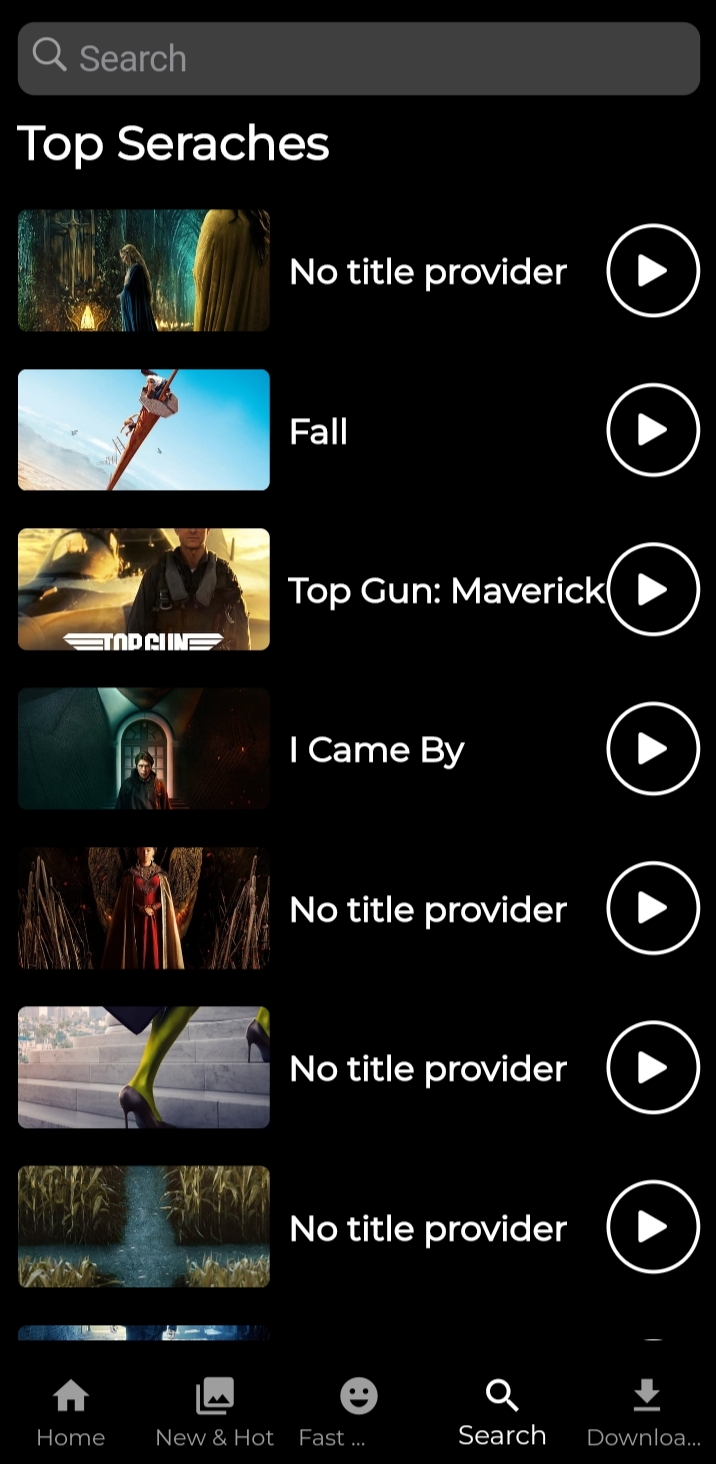 Search
Top Seraches
No title provider
Fall
Top Gun: Maverick
TOP GUN
I Came By
No title provider
No title provider
No title provider
Home
New & Hot
Fast ...
Search
Downloa...